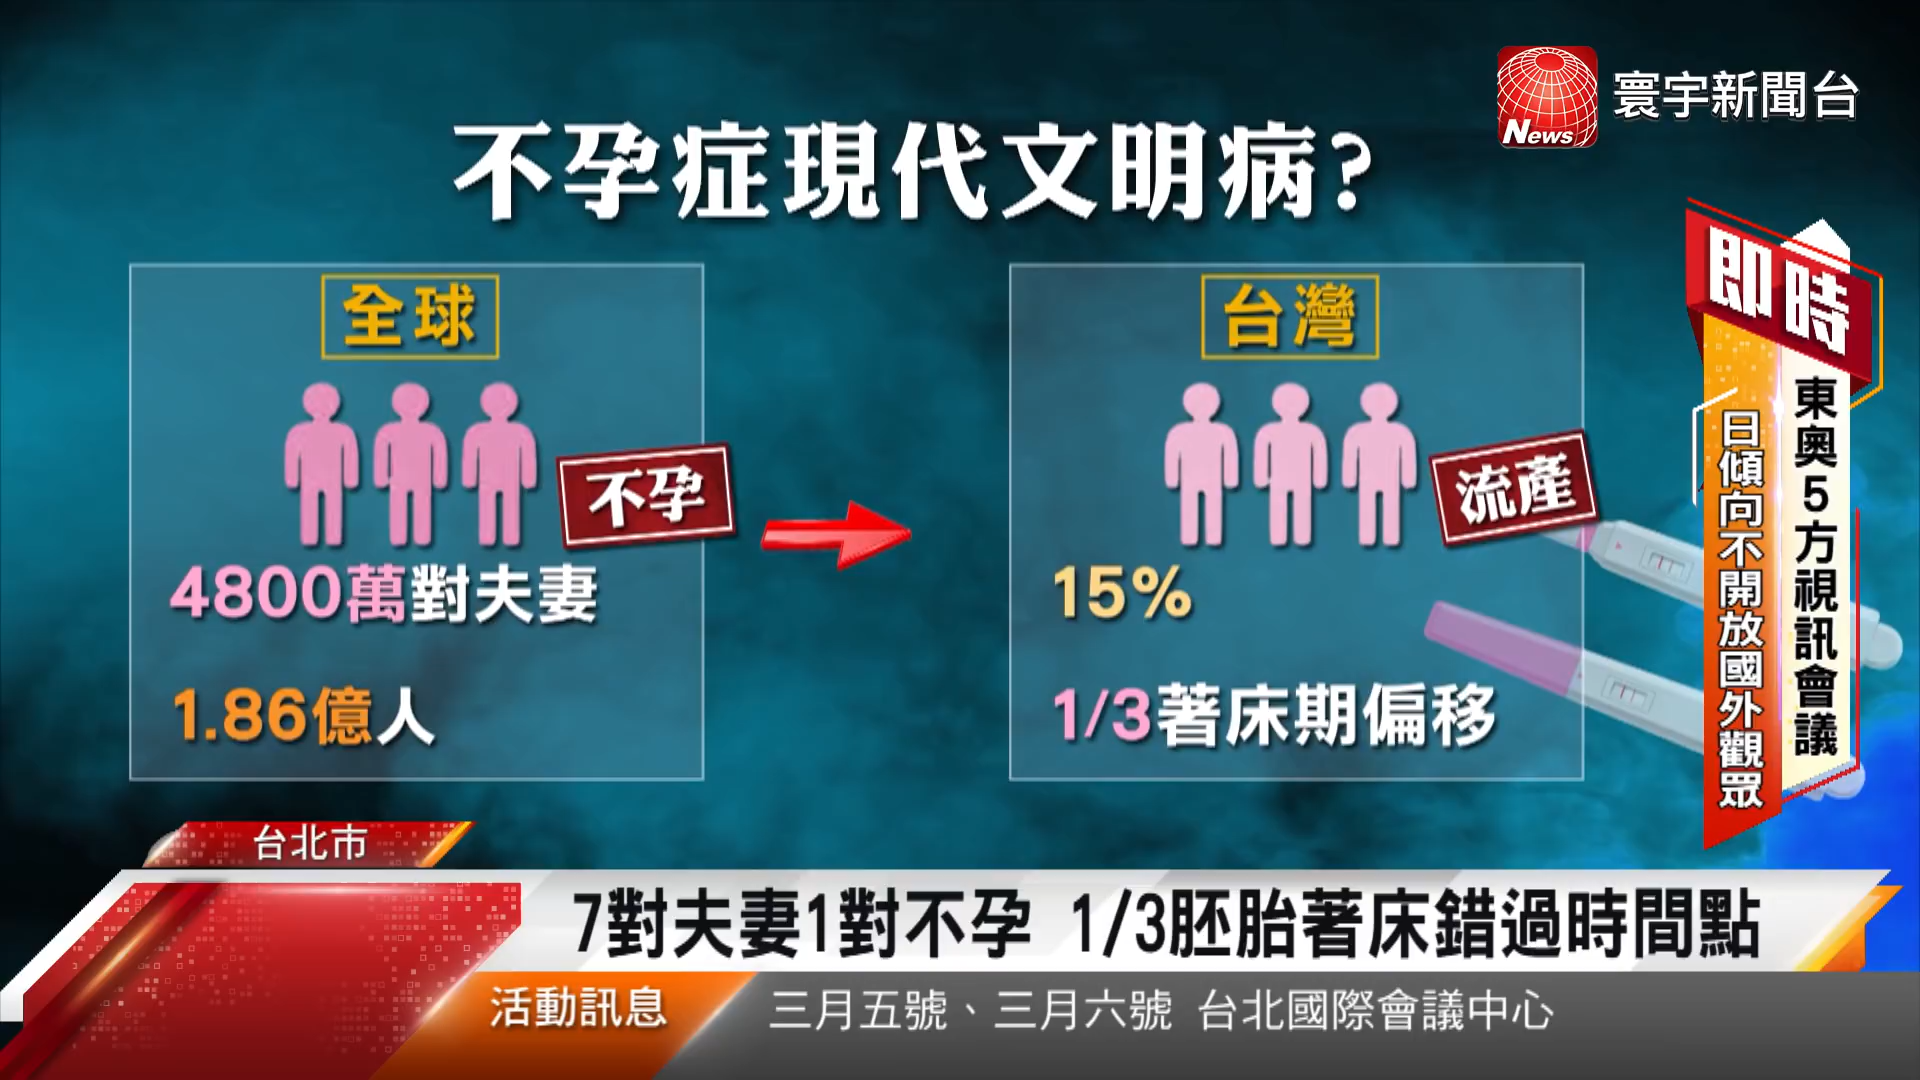 News
寰宇新聞台
不孕症現代文明病?
全球
不孕
4800萬對夫妻
1.86億人
台灣
流產
15%
1/3著床期偏移
即時
東奧5方視訊會議
日傾向不開放國外觀眾
台北市
7對夫妻1對不孕 1/3胚胎著床錯過時間點
活動訊息
三月五號、三月六號 台北國際會議中心